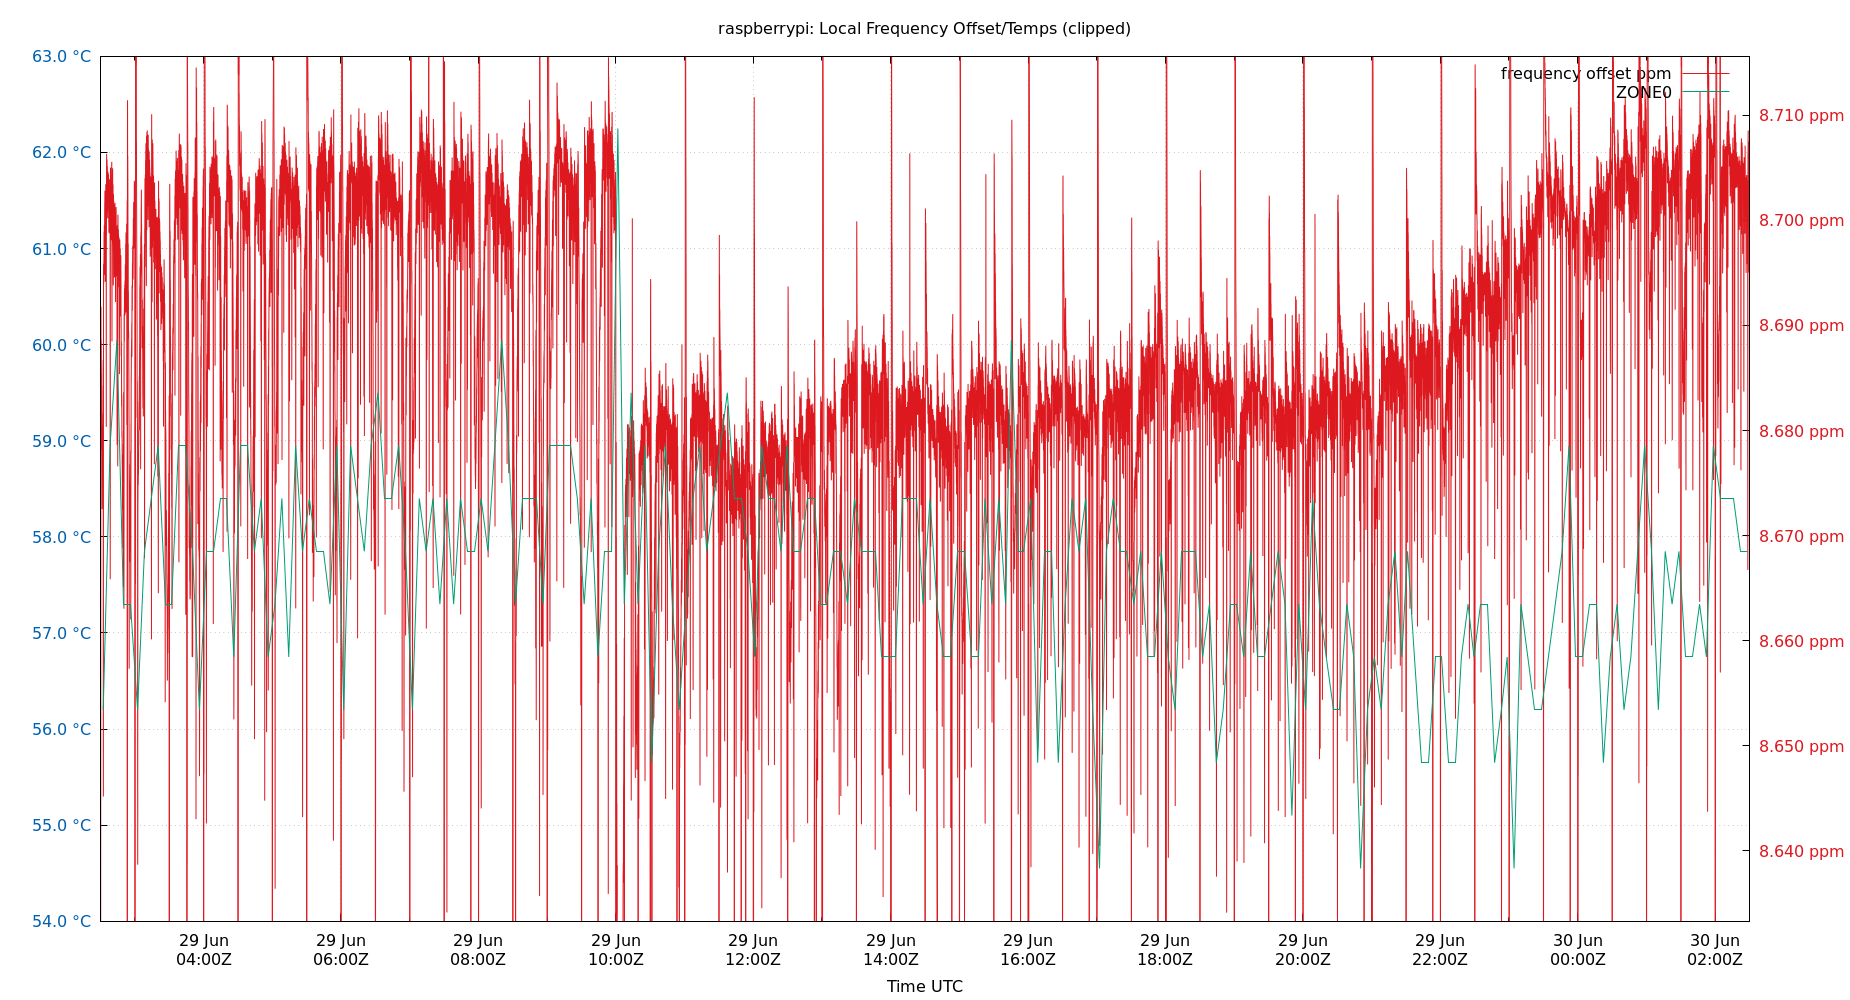 raspberrypi: Local Frequency Offset/Temps (clipped)
frequency offset ppm
ZONE0
63.0 °C
62.0 °C
61.0 °C
60.0 °C
59.0 °C
58.0 °C
57.0 °C
56.0 °C
55.0 °C
54.0 °C
8.710 ppm
8.700 ppm
8.690 ppm
8.680 ppm
8.670 ppm
8.660 ppm
8.650 ppm
8.640 ppm
29 Jun
04:00Z
29 Jun
06:00Z
29 Jun
08:00Z
29 Jun
10:00Z
29 Jun
12:00Z
29 Jun
14:00Z
29 Jun
16:00Z
29 Jun
18:00Z
29 Jun
20:00Z
29 Jun
22:00Z
30 Jun
00:00Z
30 Jun
02:00Z
Time UTC